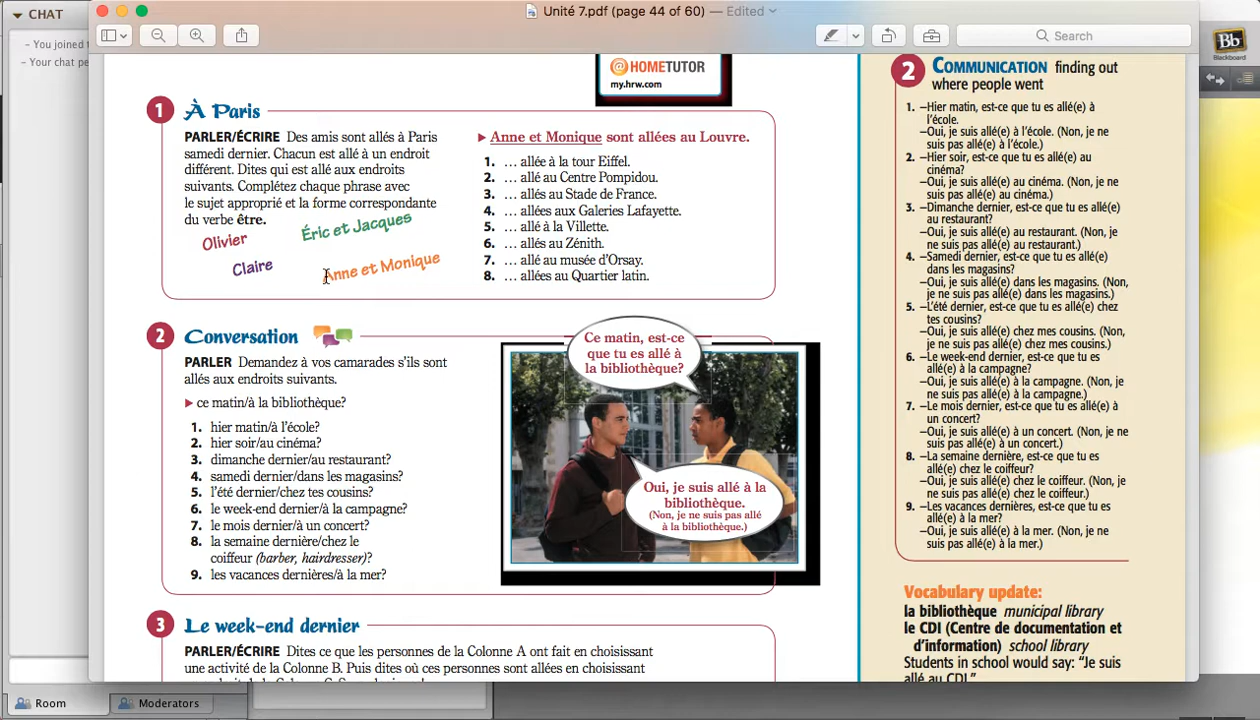 CHAT
- You joined t
- Your chat pe
Unité 7.pdf (page 44 of 60) — Edited
Search
Bb
Blackboard
@HOMETUTOR
my.hrw.com
1 À Paris
PARLER/ÉCRIRE Des amis sont allés à Paris
samedi dernier. Chacun est allé à un endroit
différent. Dites qui est allé aux endroits
suivants. Complétez chaque phrase avec
le sujet approprié et la forme correspondante
du verbe être.
Olivier
Éric et Jacques
Claire
Anne et Monique
▶ Anne et Monique sont allées au Louvre.
1. … allée à la tour Eiffel.
2. … allé au Centre Pompidou.
3. … allés au Stade de France.
4. … allées aux Galeries Lafayette.
5. … allé à la Villette.
6. … allés au Zénith.
7. … allé au musée d'Orsay.
8. … allées au Quartier latin.
2 Conversation
PARLER Demandez à vos camarades s'ils sont
allés aux endroits suivants.
▶ ce matin/à la bibliothèque?
1. hier matin/à l'école?
2. hier soir/au cinéma?
3. dimanche dernier/au restaurant?
4. samedi dernier/dans les magasins?
5. l'été dernier/chez tes cousins?
6. le week-end dernier/à la campagne?
7. le mois dernier/à un concert?
8. la semaine dernière/chez le
coiffeur (barber, hairdresser)?
9. les vacances dernières/à la mer?
Ce matin, est-ce
que tu es allé à
la bibliothèque?
Oui, je suis allé à la
bibliothèque.
(Non, je ne suis pas allé
à la bibliothèque.)
3 Le week-end dernier
PARLER/ÉCRIRE Dites ce que les personnes de la Colonne A ont fait en choisissant
une activité de la Colonne B. Puis dites où ces personnes sont allées en choisissant
2 COMMUNICATION finding out
where people went
1. –Hier matin, est-ce que tu es allé(e) à
l'école.
–Oui, je suis allé(e) à l'école. (Non, je ne
suis pas allé(e) à l'école.)
2. –Hier soir, est-ce que tu es allé(e) au
cinéma?
–Oui, je suis allé(e) au cinéma. (Non, je ne
suis pas allé(e) au cinéma.)
3. –Dimanche dernier, est-ce que tu es allé(e)
au restaurant?
–Oui, je suis allé(e) au restaurant. (Non, je
ne suis pas allé(e) au restaurant.)
4. –Samedi dernier, est-ce que tu es allé(e)
dans les magasins?
–Oui, je suis allé(e) dans les magasins. (Non,
je ne suis pas allé(e) dans les magasins.)
5. –L'été dernier, est-ce que tu es allé(e) chez
tes cousins?
–Oui, je suis allé(e) chez mes cousins. (Non,
je ne suis pas allé(e) chez mes cousins.)
6. –Le week-end dernier, est-ce que tu es
allé(e) à la campagne?
–Oui, je suis allé(e) à la campagne. (Non, je
ne suis pas allé(e) à la campagne.)
7. –Le mois dernier, est-ce que tu es allé(e) à
un concert?
–Oui, je suis allé(e) à un concert. (Non, je ne
suis pas allé(e) à un concert.)
8. –La semaine dernière, est-ce que tu es
allé(e) chez le coiffeur?
–Oui, je suis allé(e) chez le coiffeur. (Non, je
ne suis pas allé(e) chez le coiffeur.)
9. –Les vacances dernières, est-ce que tu es
allé(e) à la mer?
–Oui, je suis allé(e) à la mer. (Non, je ne
suis pas allé(e) à la mer.)
Vocabulary update:
la bibliothèque municipal library
le CDI (Centre de documentation et
d'information) school library
Students in school would say: "Je suis
allé au CDI."
Room
Moderators